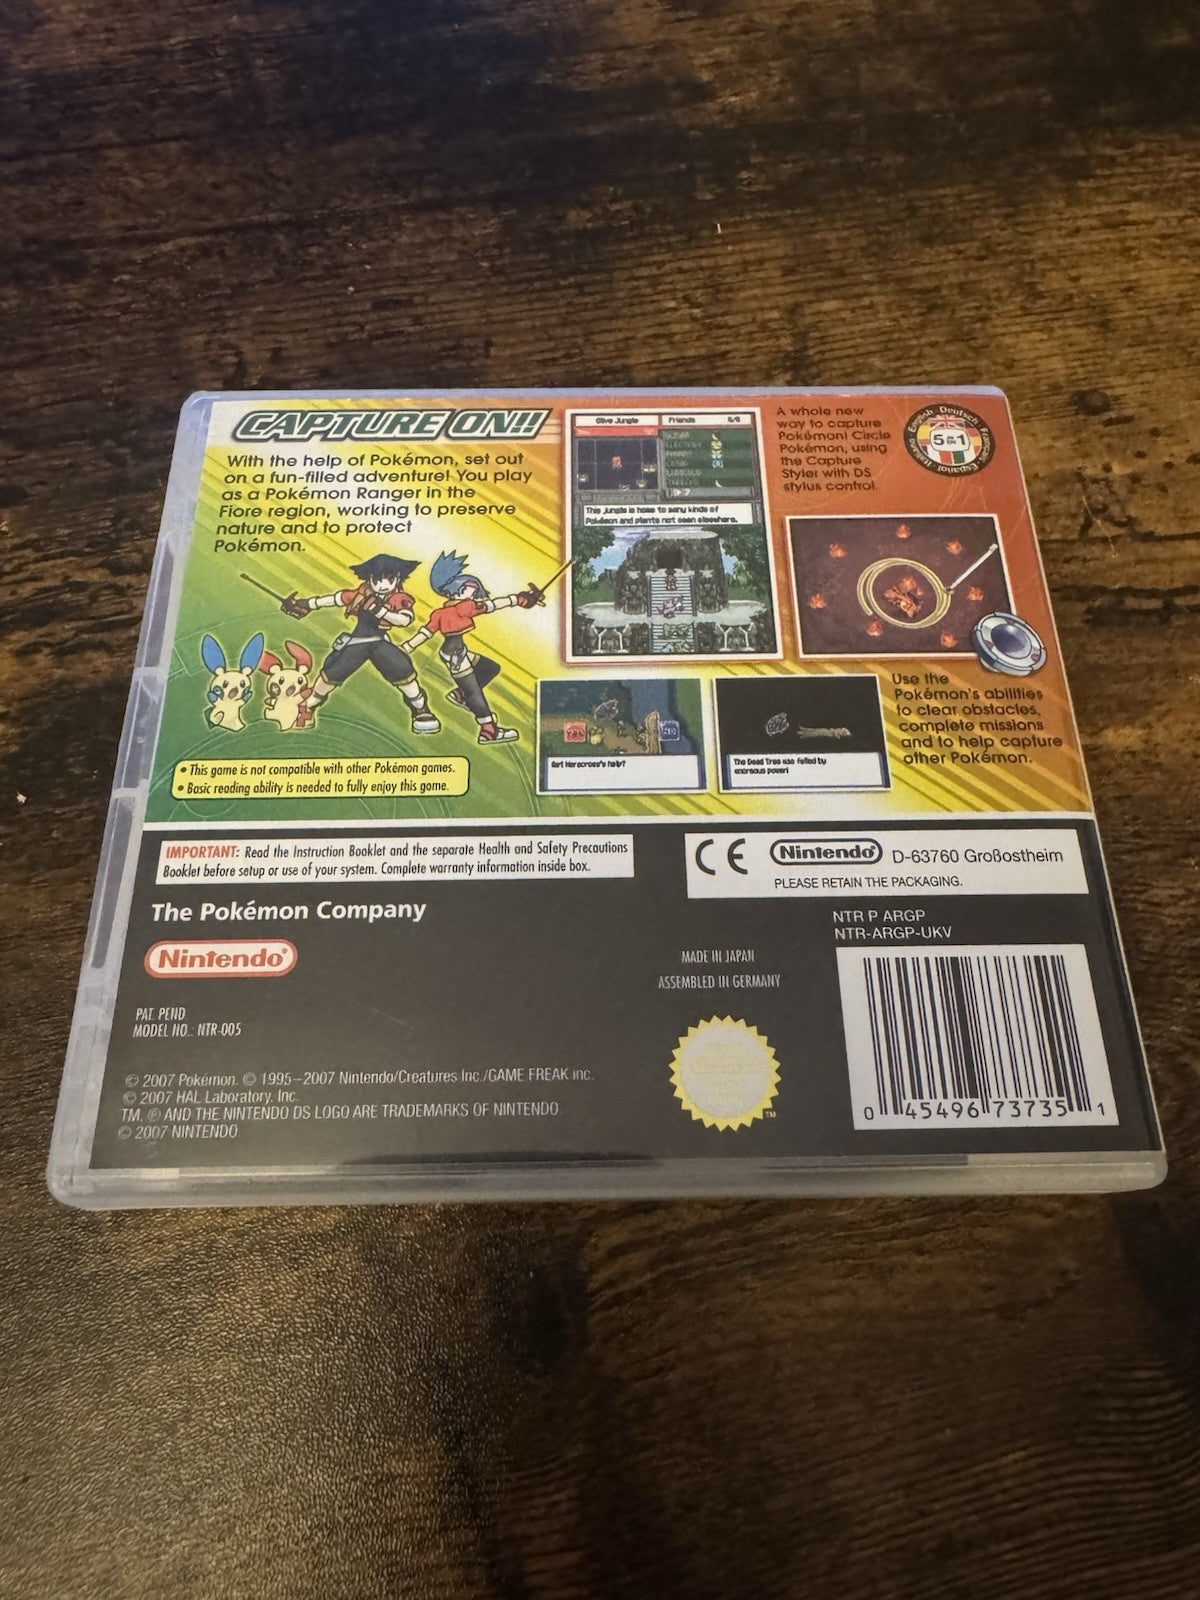 CAPTURE ON!!
With the help of Pokémon, set out
on a fun-filled adventure! You play
as a Pokémon Ranger in the
Fiore region, working to preserve
nature and to protect
Pokémon.
Olive Jungle
Friends
This jungle is home to many kinds of
Pokémon and plants not seen elsewhere.
A whole new
way to capture
Pokémon! Circle
Pokémon, using
the Capture
Styler with DS
stylus control.
English Deutsch Français Español Italiano
5 in 1
Get Heracross's help?
The Dead Tree was felled by
enormous power!
Use the
Pokémon's abilities
to clear obstacles,
complete missions
and to help capture
other Pokémon.
• This game is not compatible with other Pokémon games.
• Basic reading ability is needed to fully enjoy this game.
IMPORTANT: Read the Instruction Booklet and the separate Health and Safety Precautions
Booklet before setup or use of your system. Complete warranty information inside box.
CE Nintendo® D-63760 Großostheim
PLEASE RETAIN THE PACKAGING.
The Pokémon Company
Nintendo®
NTR P ARGP
NTR-ARGP-UKV
MADE IN JAPAN
ASSEMBLED IN GERMANY
PAT. PEND.
MODEL NO.: NTR-005
© 2007 Pokémon. © 1995–2007 Nintendo/Creatures Inc./GAME FREAK inc.
© 2007 HAL Laboratory, Inc.
TM, ® AND THE NINTENDO DS LOGO ARE TRADEMARKS OF NINTENDO.
© 2007 NINTENDO
TM
0 45496 73735 1